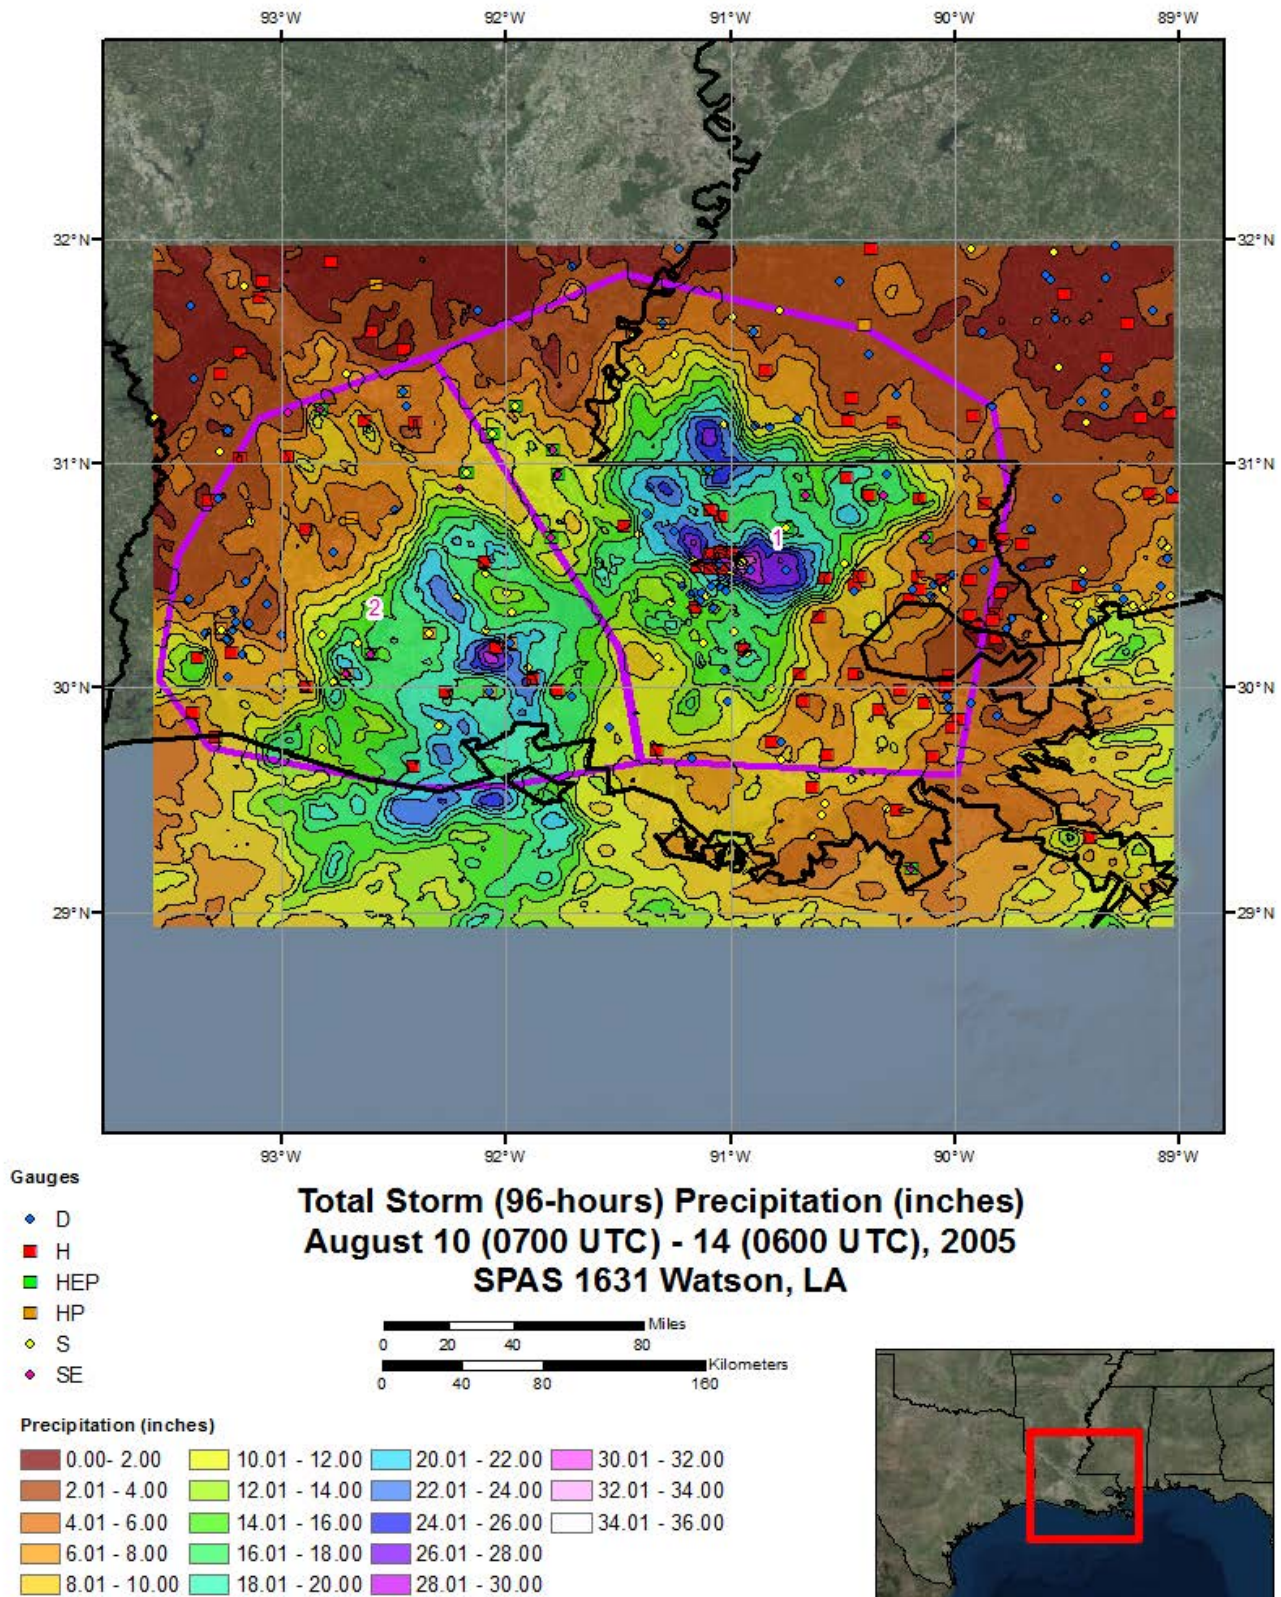 93°W 92°W 91°W 90°W 89°W
32°N 32°N
31°N 31°N
1
2
30°N 30°N
29°N 29°N
93°W 92°W 91°W 90°W 89°W
Gauges
D
H
HEP
HP
S
SE
Total Storm (96-hours) Precipitation (inches)
August 10 (0700 UTC) - 14 (0600 UTC), 2005
SPAS 1631 Watson, LA
Miles
0 20 40 80
Kilometers
0 40 80 160
Precipitation (inches)
0.00- 2.00 10.01 - 12.00 20.01 - 22.00 30.01 - 32.00
2.01 - 4.00 12.01 - 14.00 22.01 - 24.00 32.01 - 34.00
4.01 - 6.00 14.01 - 16.00 24.01 - 26.00 34.01 - 36.00
6.01 - 8.00 16.01 - 18.00 26.01 - 28.00
8.01 - 10.00 18.01 - 20.00 28.01 - 30.00